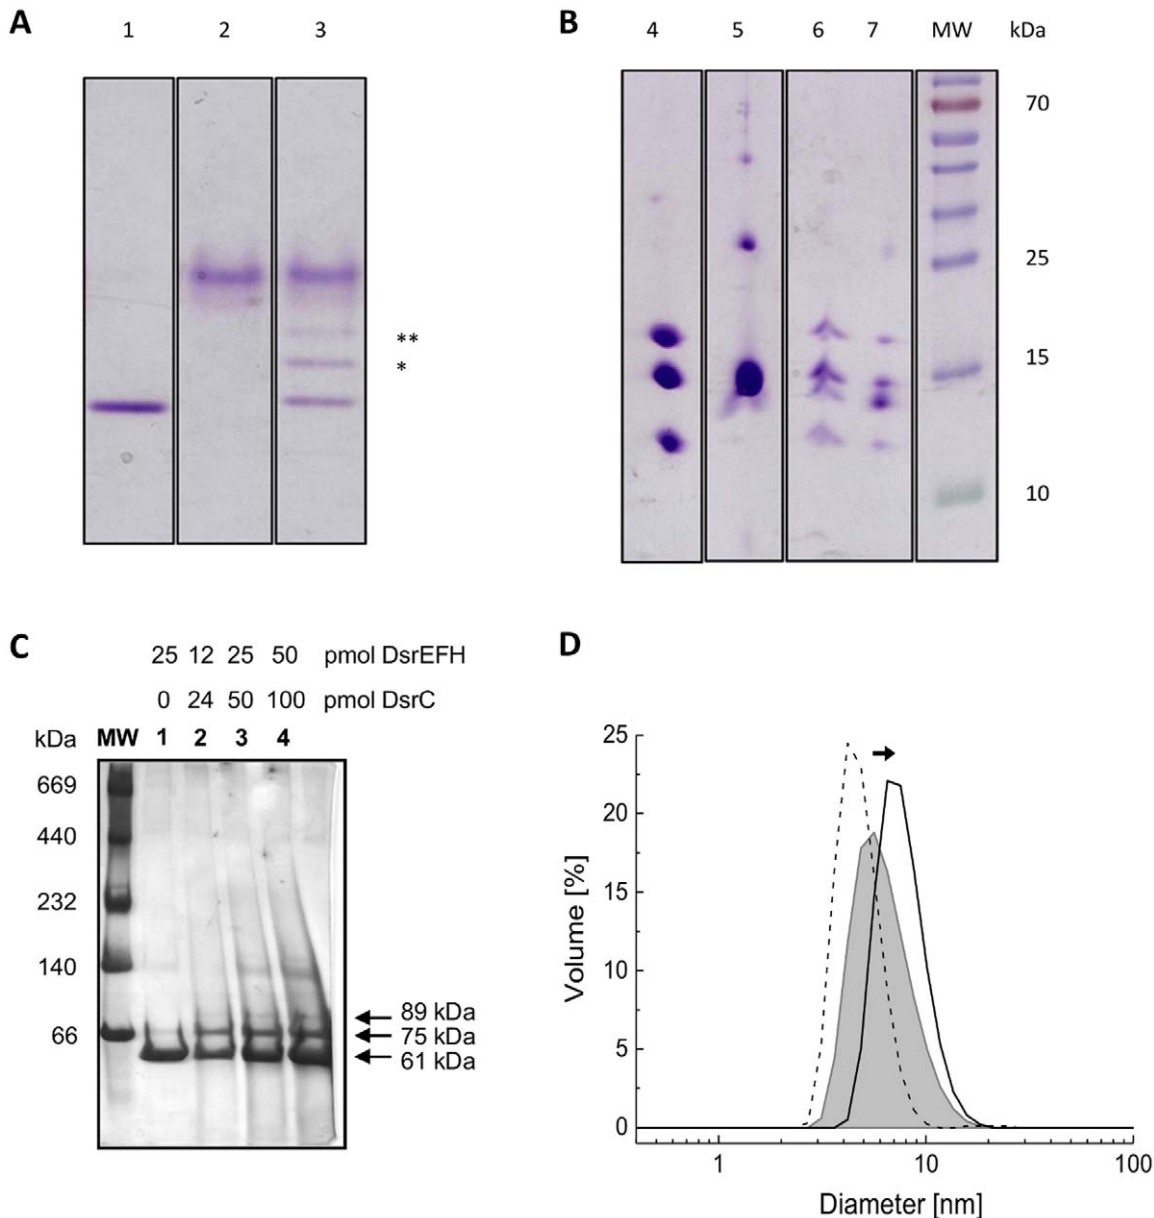 A
1 2 3
**
*
B
4 5 6 7 MW kDa
70
25
15
10
C
25 12 25 50 pmol DsrEFH
0 24 50 100 pmol DsrC
kDa MW 1 2 3 4
669
440
232
140
66
89 kDa
75 kDa
61 kDa
D
25
20
15
10
5
0
Volume [%]
1 10 100
Diameter [nm]